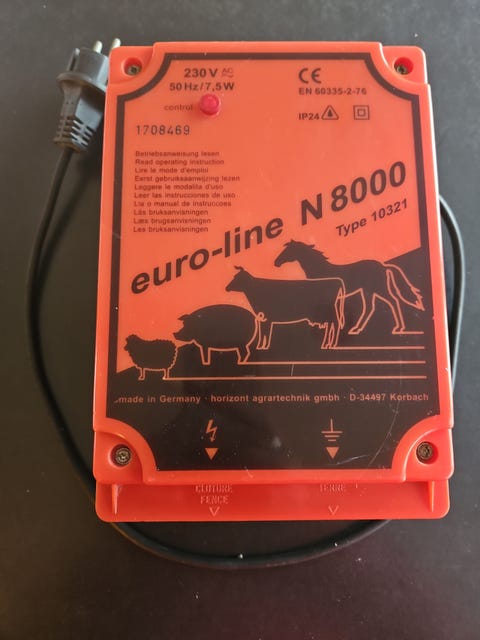 230 V AC
50 Hz / 7,5 W
CE
EN 60335-2-76
control
IP24
1708469
Betriebsanweisung lesen
Read operating instruction
Lire le mode d'emploi
Eerst gebruiksaanwijzing lezen
Leggere le modalita d'uso
Leer las instrucciones de uso
Lia o manual de instruccoes
Läs bruksanvisningen
Læs brugsanvisningen
Les bruksanvisningen
euro-line N 8000
Type 10321
made in Germany · horizont agrartechnik gmbh · D-34497 Korbach
CLOTURE TERRE
FENCE